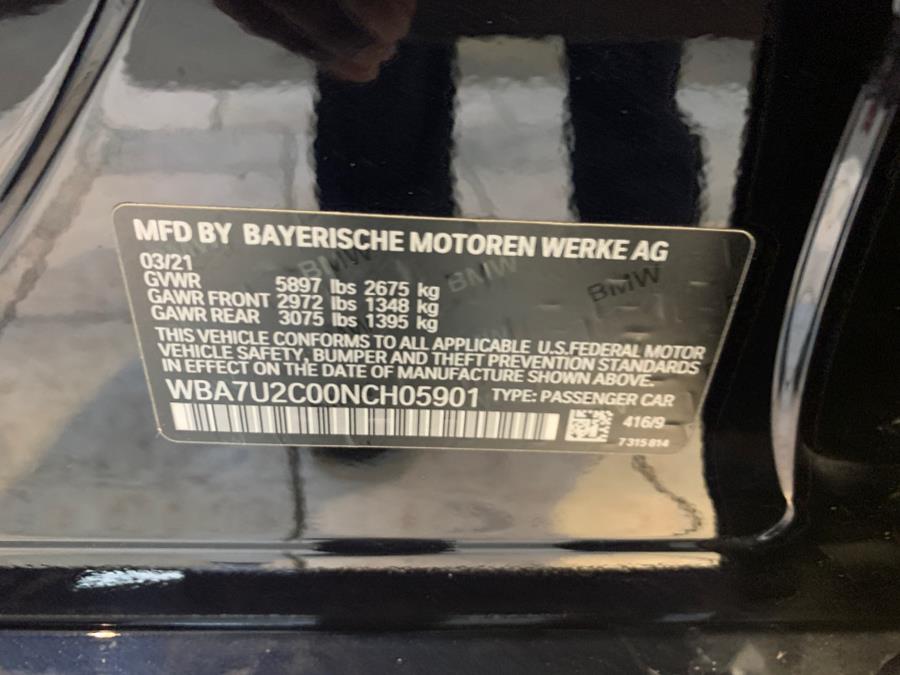 MFD BY BAYERISCHE MOTOREN WERKE AG
03/21
GVWR 5897 lbs 2675 kg
GAWR FRONT 2972 lbs 1348 kg
GAWR REAR 3075 lbs 1395 kg
THIS VEHICLE CONFORMS TO ALL APPLICABLE U.S.FEDERAL MOTOR
VEHICLE SAFETY, BUMPER AND THEFT PREVENTION STANDARDS
IN EFFECT ON THE DATE OF MANUFACTURE SHOWN ABOVE.
WBA7U2C00NCH05901 TYPE: PASSENGER CAR
416/9
7 315 814
BMW
BMW
BMW